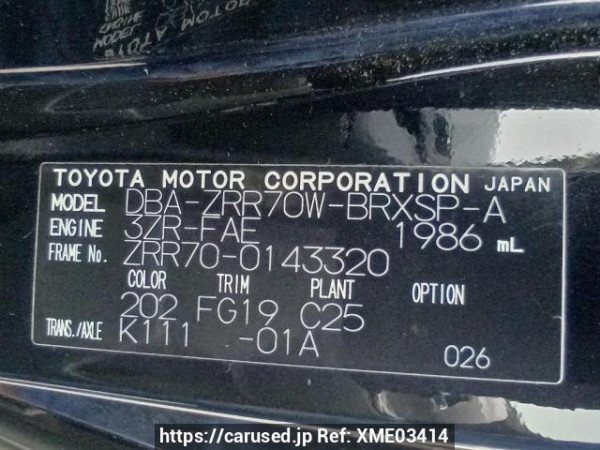 TOYOTA MOTOR CORPORATION JAPAN
MODEL DBA-ZRR70W-BRXSP-A
ENGINE 3ZR-FAE 1986 mL
FRAME No. ZRR70-0143320
COLOR TRIM PLANT
202 FG19 C25
TRANS./AXLE K111 -01A
026
https://carused.jp Ref: XME03414